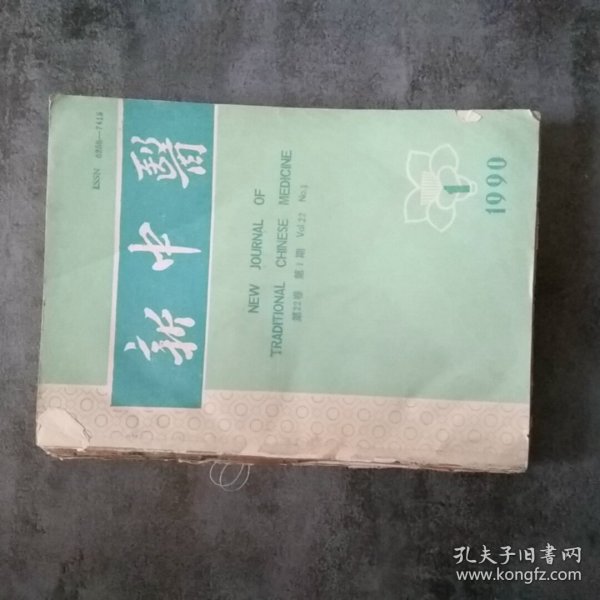 ISSN 0256—7415
新中醫
NEW JOURNAL OF
TRADITIONAL CHINESE MEDICINE
第22卷 第1期 Vol.22 No.1
1
1990
孔夫子旧书网
www.kongfz.com